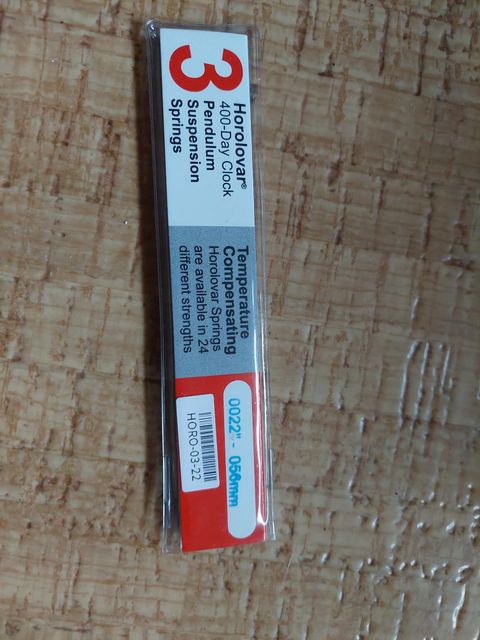 3
Horolovar®
400-Day Clock
Pendulum
Suspension
Springs
Temperature
Compensating
Horolovar Springs
are available in 24
different strengths
0022" - 056mm
HORO-03-22